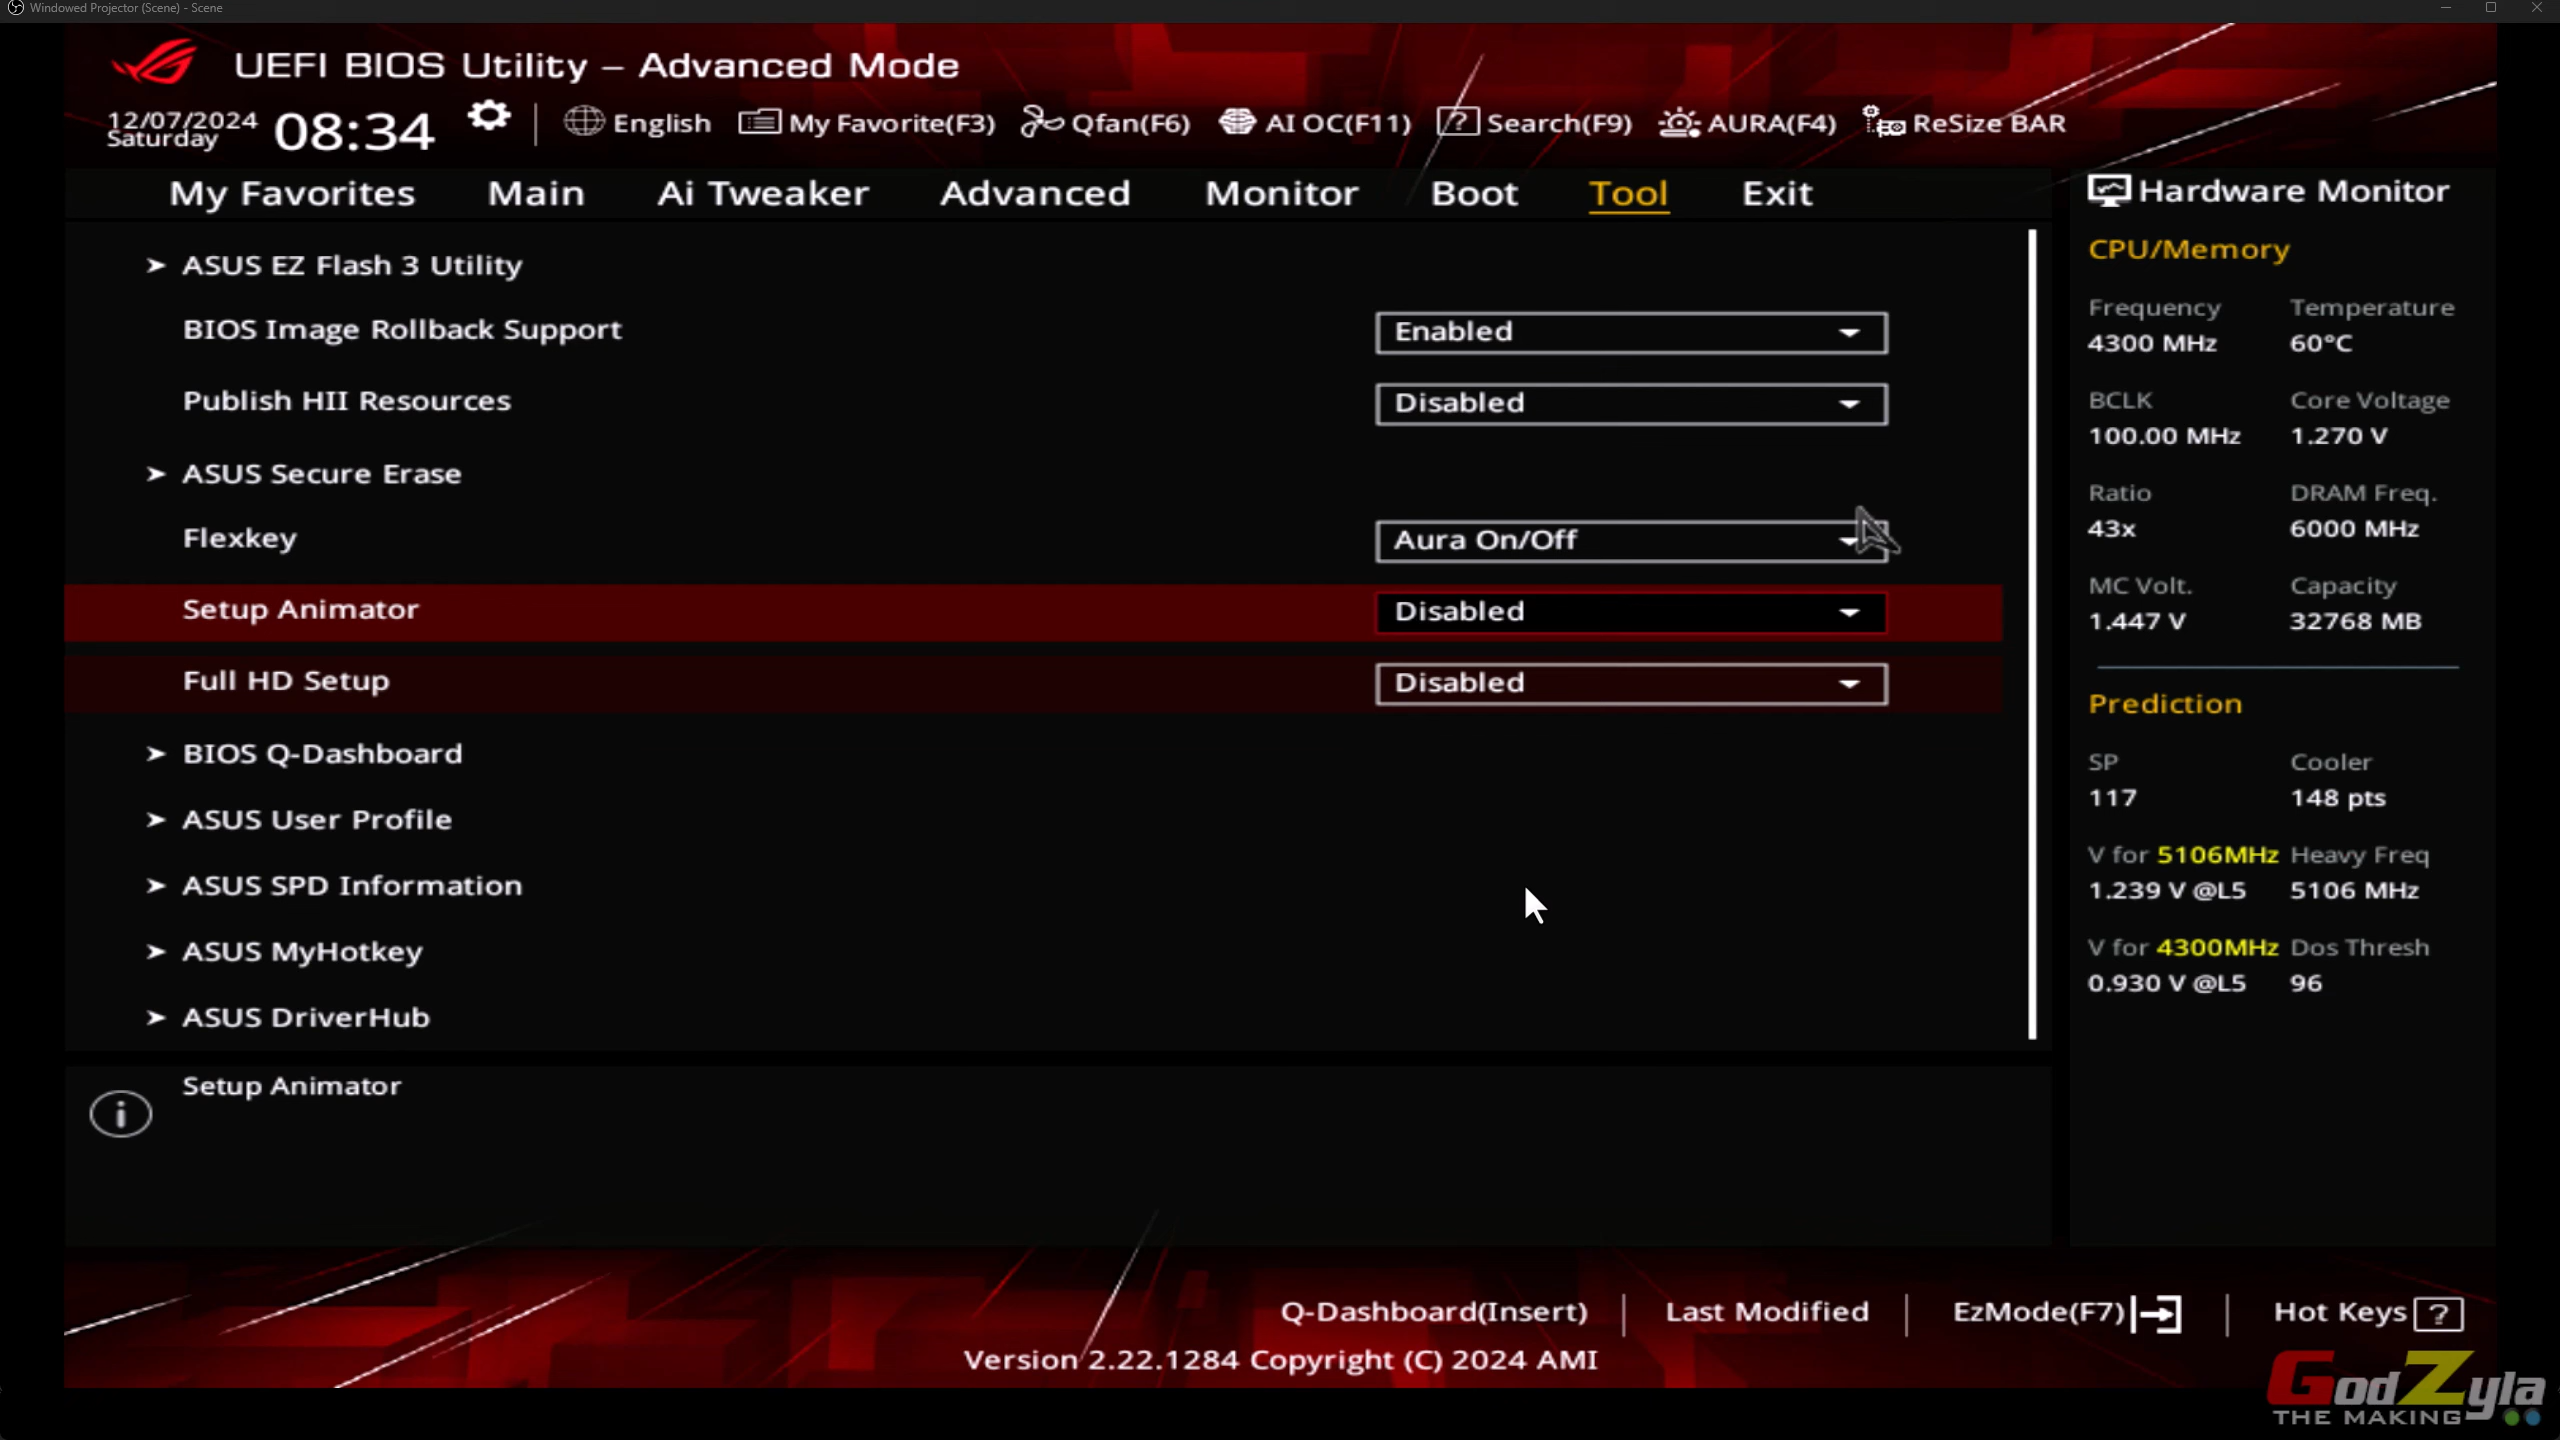 Windowed Projector (Scene) - Scene
UEFI BIOS Utility – Advanced Mode
12/07/2024
Saturday
08:34
English
My Favorite(F3)
Qfan(F6)
AI OC(F11)
Search(F9)
AURA(F4)
ReSize BAR
My Favorites
Main
Ai Tweaker
Advanced
Monitor
Boot
Tool
Exit
ASUS EZ Flash 3 Utility
BIOS Image Rollback Support
Enabled
Publish HII Resources
Disabled
ASUS Secure Erase
Flexkey
Aura On/Off
Setup Animator
Disabled
Full HD Setup
Disabled
BIOS Q-Dashboard
ASUS User Profile
ASUS SPD Information
ASUS MyHotkey
ASUS DriverHub
Setup Animator
Hardware Monitor
CPU/Memory
Frequency Temperature
4300 MHz 60°C
BCLK Core Voltage
100.00 MHz 1.270 V
Ratio DRAM Freq.
43x 6000 MHz
MC Volt. Capacity
1.447 V 32768 MB
Prediction
SP Cooler
117 148 pts
V for 5106MHz Heavy Freq
1.239 V @L5 5106 MHz
V for 4300MHz Dos Thresh
0.930 V @L5 96
Q-Dashboard(Insert)
Last Modified
EzMode(F7)
Hot Keys ?
Version 2.22.1284 Copyright (C) 2024 AMI
GodZyla
THE MAKING